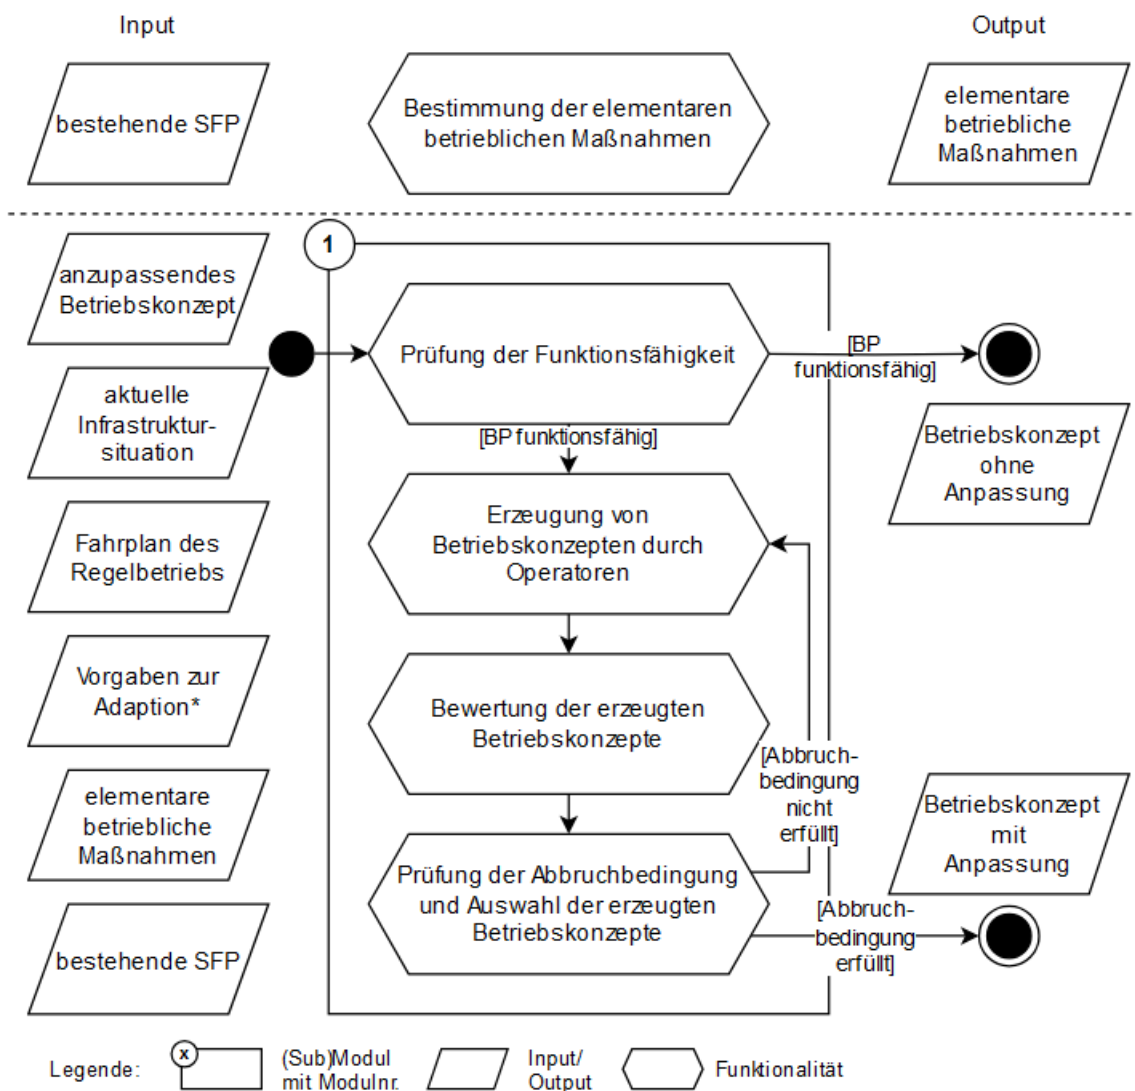 Input
Output
bestehende SFP
Bestimmung der elementaren
betrieblichen Maßnahmen
elementare
betriebliche
Maßnahmen
1
anzupassendes
Betriebskonzept
Prüfung der Funktionsfähigkeit
[BP
funktionsfähig]
aktuelle
Infrastruktur-
situation
[BP funktionsfähig]
Betriebskonzept
ohne
Anpassung
Fahrplan des
Regelbetriebs
Erzeugung von
Betriebskonzepten durch
Operatoren
Vorgaben zur
Adaption*
Bewertung der erzeugten
Betriebskonzepte
[Abbruch-
bedingung
nicht
erfüllt]
elementare
betriebliche
Maßnahmen
Betriebskonzept
mit
Anpassung
Prüfung der Abbruchbedingung
und Auswahl der erzeugten
Betriebskonzepte
[Abbruch-
bedingung
erfüllt]
bestehende SFP
Legende:
x
(Sub)Modul
mit Modulnr.
Input/
Output
Funktionalität